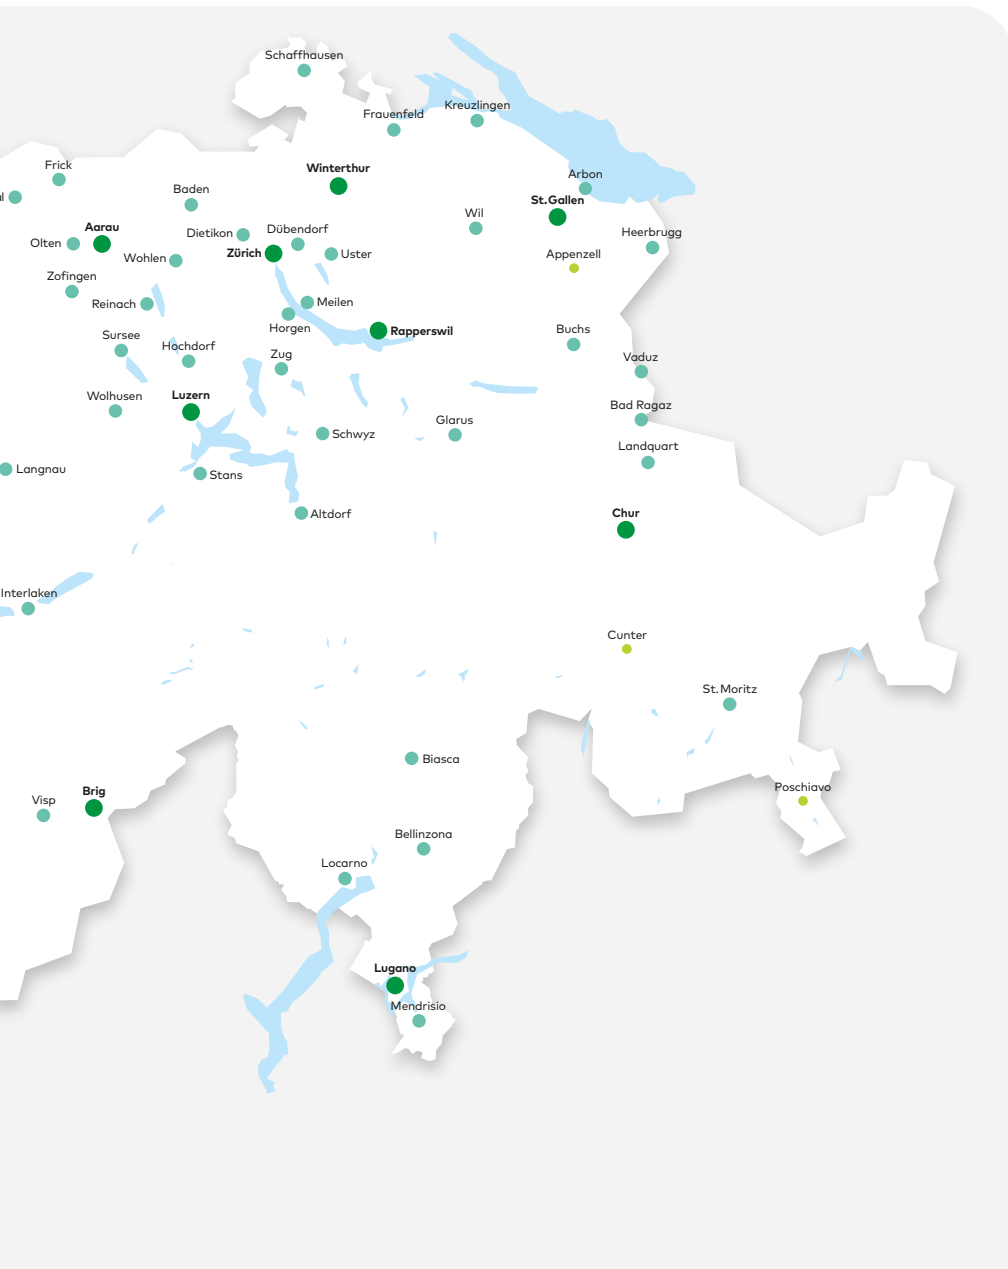 Schaffhausen
Kreuzlingen
Frauenfeld
Frick
Winterthur
Arbon
Baden
St. Gallen
Wil
Aarau
Dübendorf
Dietikon
Heerbrugg
Olten
Zürich
Uster
Appenzell
Wohlen
Zofingen
Meilen
Reinach
Horgen
Buchs
Rapperswil
Sursee
Hochdorf
Zug
Vaduz
Wolhusen
Luzern
Bad Ragaz
Glarus
Schwyz
Landquart
Langnau
Stans
Chur
Altdorf
Interlaken
Cunter
St. Moritz
Biasca
Poschiavo
Brig
Visp
Bellinzona
Locarno
Lugano
Mendrisio